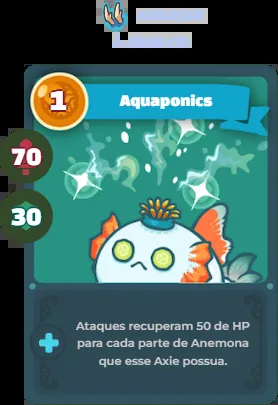 1
Aquaponics
70
30
Ataques recuperam 50 de HP
para cada parte de Anemona
que esse Axie possua.